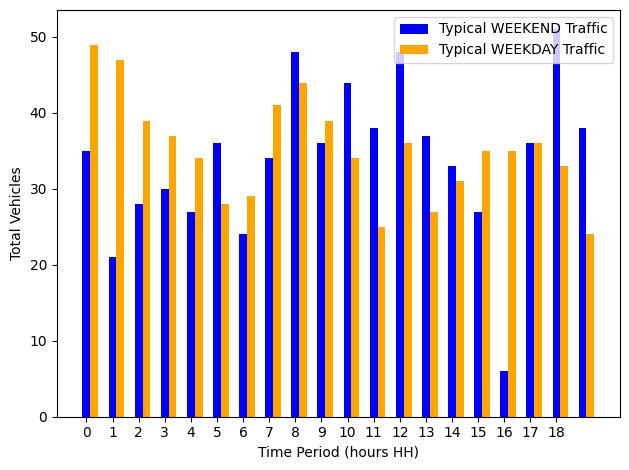 Typical WEEKEND Traffic
Typical WEEKDAY Traffic
50
40
30
20
10
0
Total Vehicles
0 1 2 3 4 5 6 7 8 9 10 11 12 13 14 15 16 17 18
Time Period (hours HH)